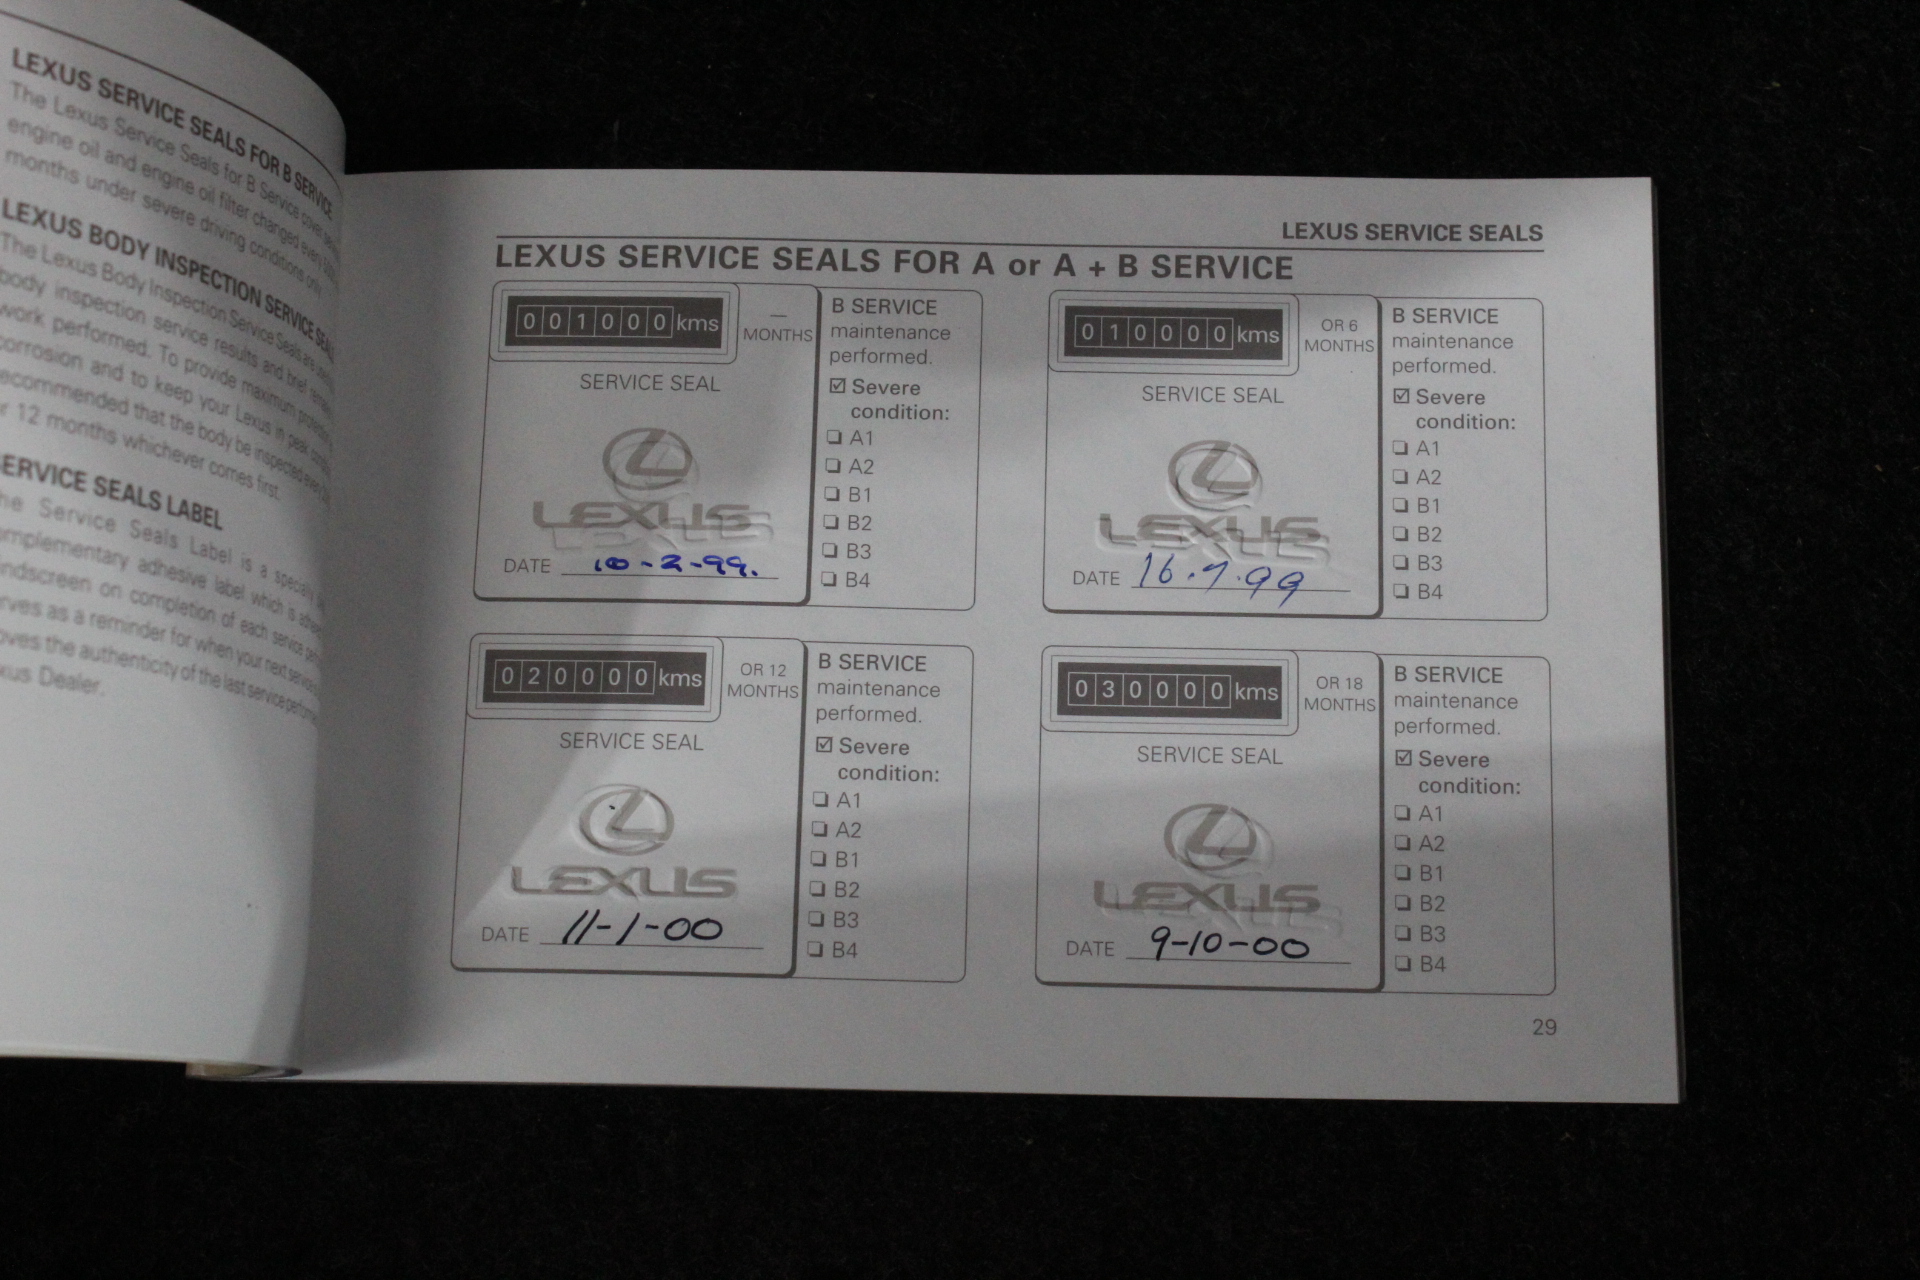 LEXUS SERVICE SEALS FOR B SERVICE
The Lexus Service Seals for B Service cover
engine oil and engine oil filter changed every
months under severe driving conditions only.
LEXUS BODY INSPECTION SERVICE
The Lexus Body Inspection Service Seals are
body inspection service results and brief
work performed. To provide maximum
corrosion and to keep your Lexus in peak
recommended that the body be inspected every
12 months whichever comes first.
SERVICE SEALS LABEL
The Service Seals Label is a
complementary adhesive label which is
windscreen on completion of each service
serves as a reminder for when your next service
the authenticity of the last service
Lexus Dealer.
LEXUS SERVICE SEALS
LEXUS SERVICE SEALS FOR A or A + B SERVICE
001000 kms
— MONTHS
SERVICE SEAL
LEXUS
DATE 10-2-99.
B SERVICE
maintenance
performed.
☑ Severe
condition:
❏ A1
❏ A2
❏ B1
❏ B2
❏ B3
❏ B4
010000 kms
OR 6
MONTHS
SERVICE SEAL
LEXUS
DATE 16.7.99
B SERVICE
maintenance
performed.
☑ Severe
condition:
❏ A1
❏ A2
❏ B1
❏ B2
❏ B3
❏ B4
020000 kms
OR 12
MONTHS
SERVICE SEAL
LEXUS
DATE 11-1-00
B SERVICE
maintenance
performed.
☑ Severe
condition:
❏ A1
❏ A2
❏ B1
❏ B2
❏ B3
❏ B4
030000 kms
OR 18
MONTHS
SERVICE SEAL
LEXUS
DATE 9-10-00
B SERVICE
maintenance
performed.
☑ Severe
condition:
❏ A1
❏ A2
❏ B1
❏ B2
❏ B3
❏ B4
29